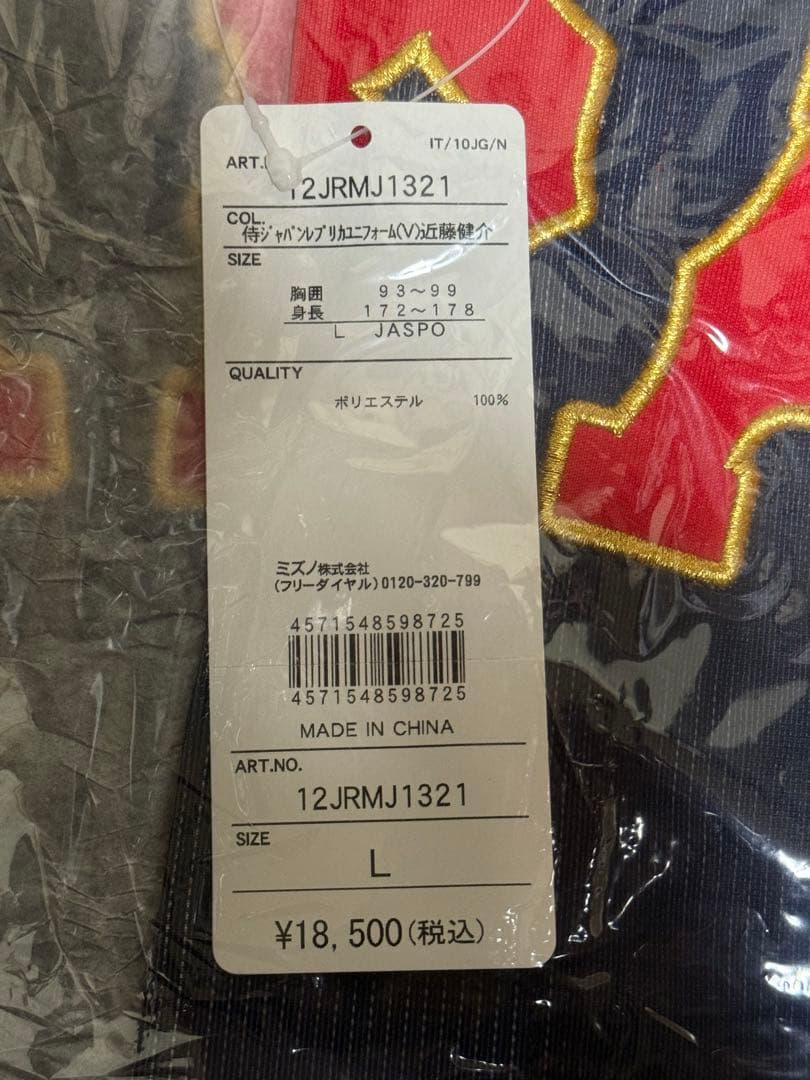 IT/10JG/N
ART.
12JRMJ1321
COL.
侍ｼﾞｬﾊﾟﾝﾚﾌﾟﾘｶﾕﾆﾌｫｰﾑ(V)近藤健介
SIZE
胸囲 93～99
身長 172～178
L JASPO
QUALITY
ポリエステル 100%
ミズノ株式会社
(フリーダイヤル)0120-320-799
4571548598725
4571548598725
MADE IN CHINA
ART.NO.
12JRMJ1321
SIZE
L
¥18,500(税込)